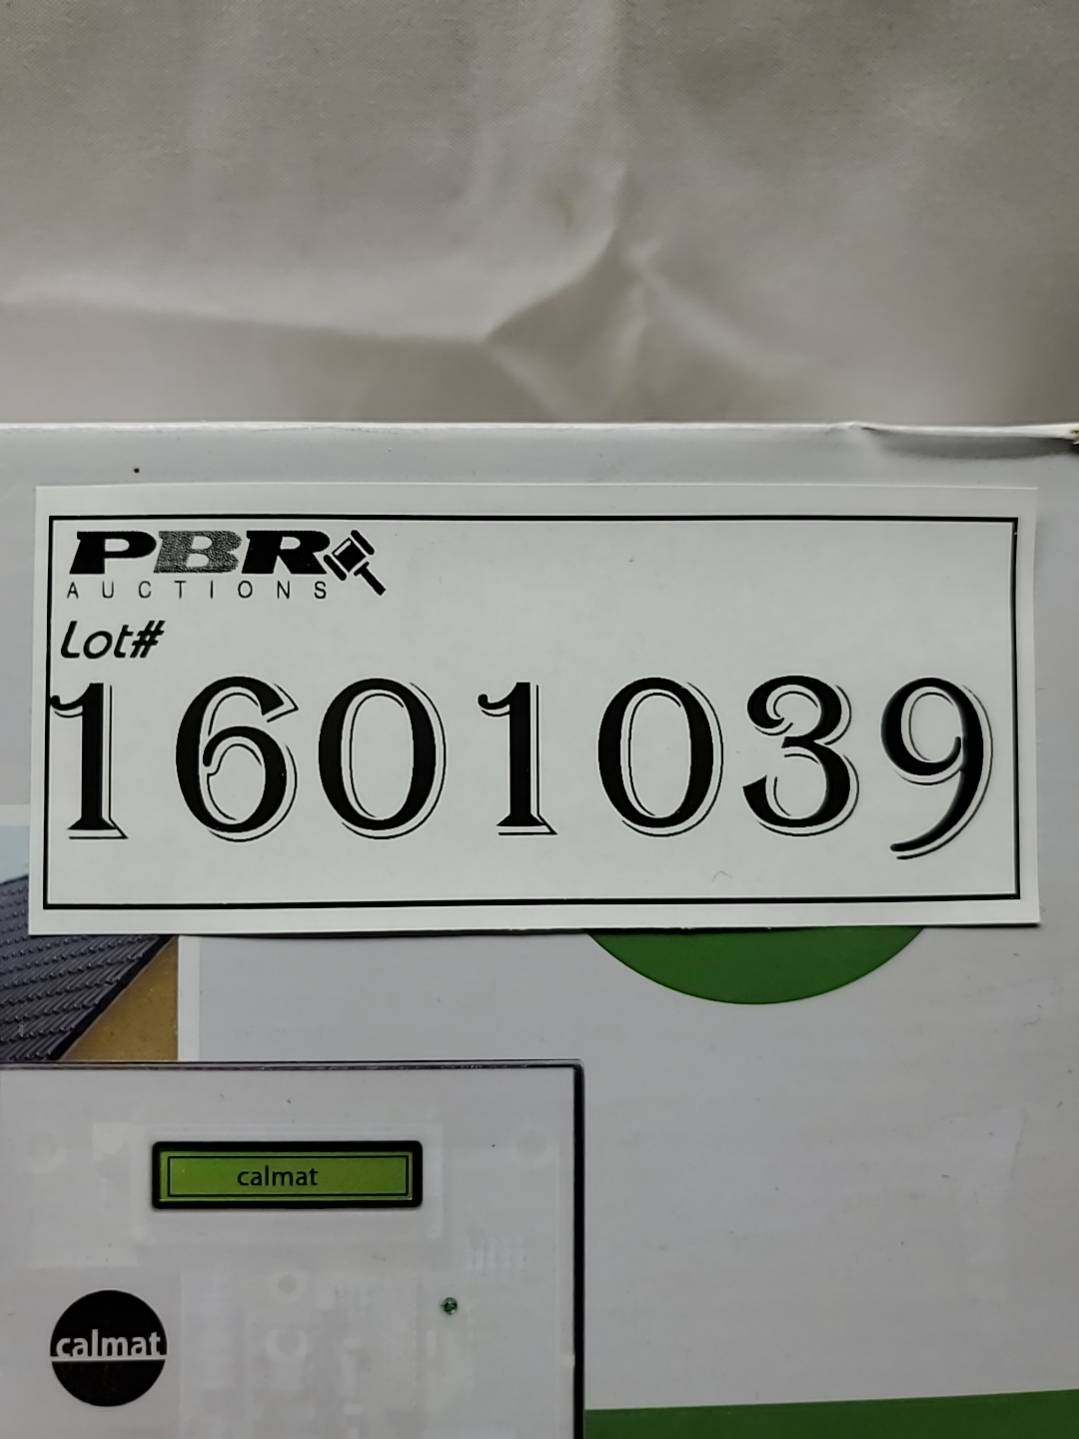 PBR
AUCTIONS
Lot#
1601039
calmat
calmat